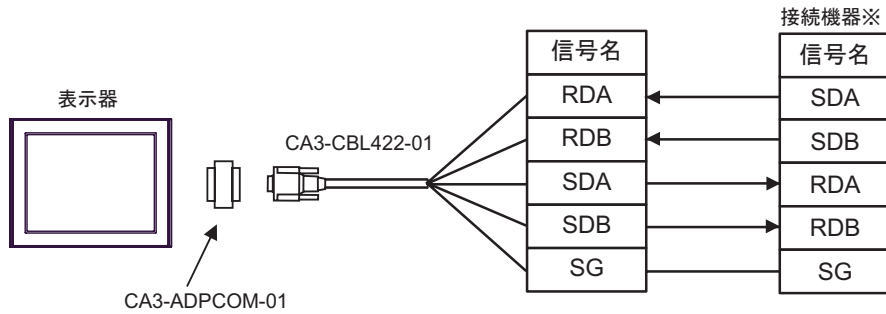 接続機器※
信号名
信号名
表示器
RDA
SDA
CA3-CBL422-01
RDB
SDB
SDA
RDA
SDB
RDB
SG
SG
CA3-ADPCOM-01